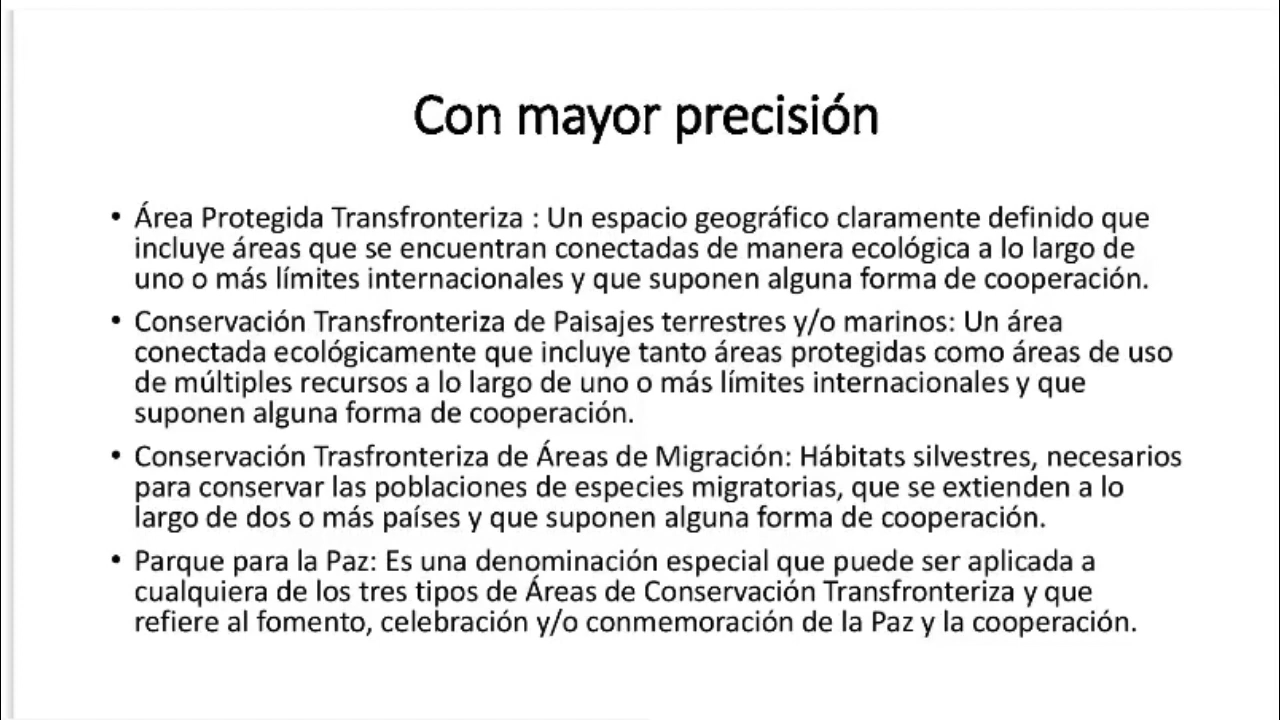 Con mayor precisión
• Área Protegida Transfronteriza : Un espacio geográfico claramente definido que
incluye áreas que se encuentran conectadas de manera ecológica a lo largo de
uno o más límites internacionales y que suponen alguna forma de cooperación.
• Conservación Transfronteriza de Paisajes terrestres y/o marinos: Un área
conectada ecológicamente que incluye tanto áreas protegidas como áreas de uso
de múltiples recursos a lo largo de uno o más límites internacionales y que
suponen alguna forma de cooperación.
• Conservación Trasfronteriza de Áreas de Migración: Hábitats silvestres, necesarios
para conservar las poblaciones de especies migratorias, que se extienden a lo
largo de dos o más países y que suponen alguna forma de cooperación.
• Parque para la Paz: Es una denominación especial que puede ser aplicada a
cualquiera de los tres tipos de Áreas de Conservación Transfronteriza y que
refiere al fomento, celebración y/o conmemoración de la Paz y la cooperación.